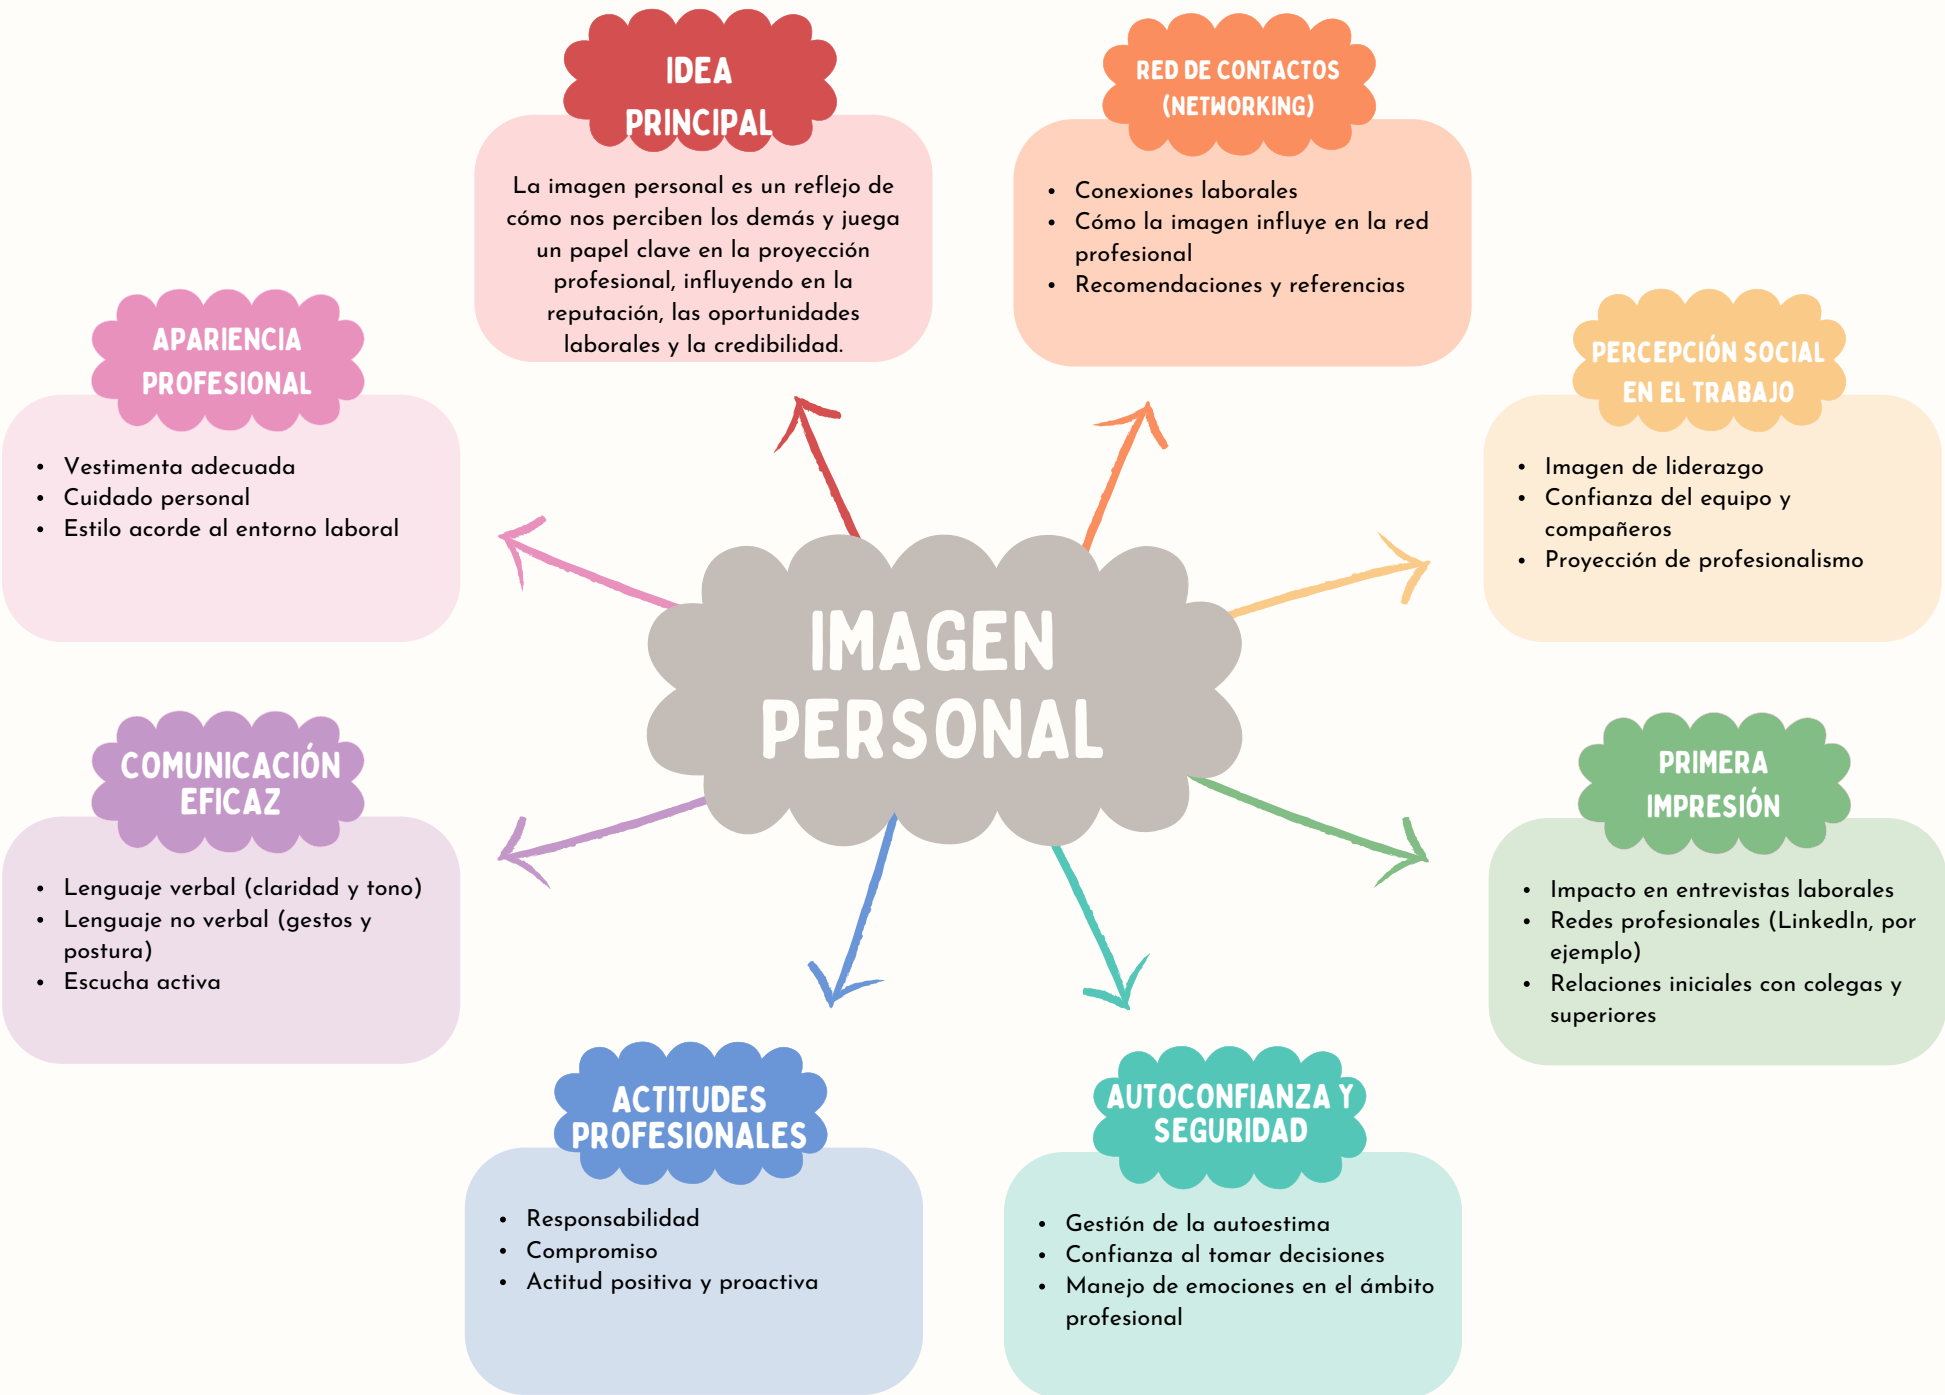 IDEA
PRINCIPAL
La imagen personal es un reflejo de
cómo nos perciben los demás y juega
un papel clave en la proyección
profesional, influyendo en la
reputación, las oportunidades
laborales y la credibilidad.
RED DE CONTACTOS
(NETWORKING)
• Conexiones laborales
• Cómo la imagen influye en la red
profesional
• Recomendaciones y referencias
APARIENCIA
PROFESIONAL
• Vestimenta adecuada
• Cuidado personal
• Estilo acorde al entorno laboral
PERCEPCIÓN SOCIAL
EN EL TRABAJO
• Imagen de liderazgo
• Confianza del equipo y
compañeros
• Proyección de profesionalismo
IMAGEN
PERSONAL
COMUNICACIÓN
EFICAZ
• Lenguaje verbal (claridad y tono)
• Lenguaje no verbal (gestos y
postura)
• Escucha activa
PRIMERA
IMPRESIÓN
• Impacto en entrevistas laborales
• Redes profesionales (LinkedIn, por
ejemplo)
• Relaciones iniciales con colegas y
superiores
ACTITUDES
PROFESIONALES
• Responsabilidad
• Compromiso
• Actitud positiva y proactiva
AUTOCONFIANZA Y
SEGURIDAD
• Gestión de la autoestima
• Confianza al tomar decisiones
• Manejo de emociones en el ámbito
profesional